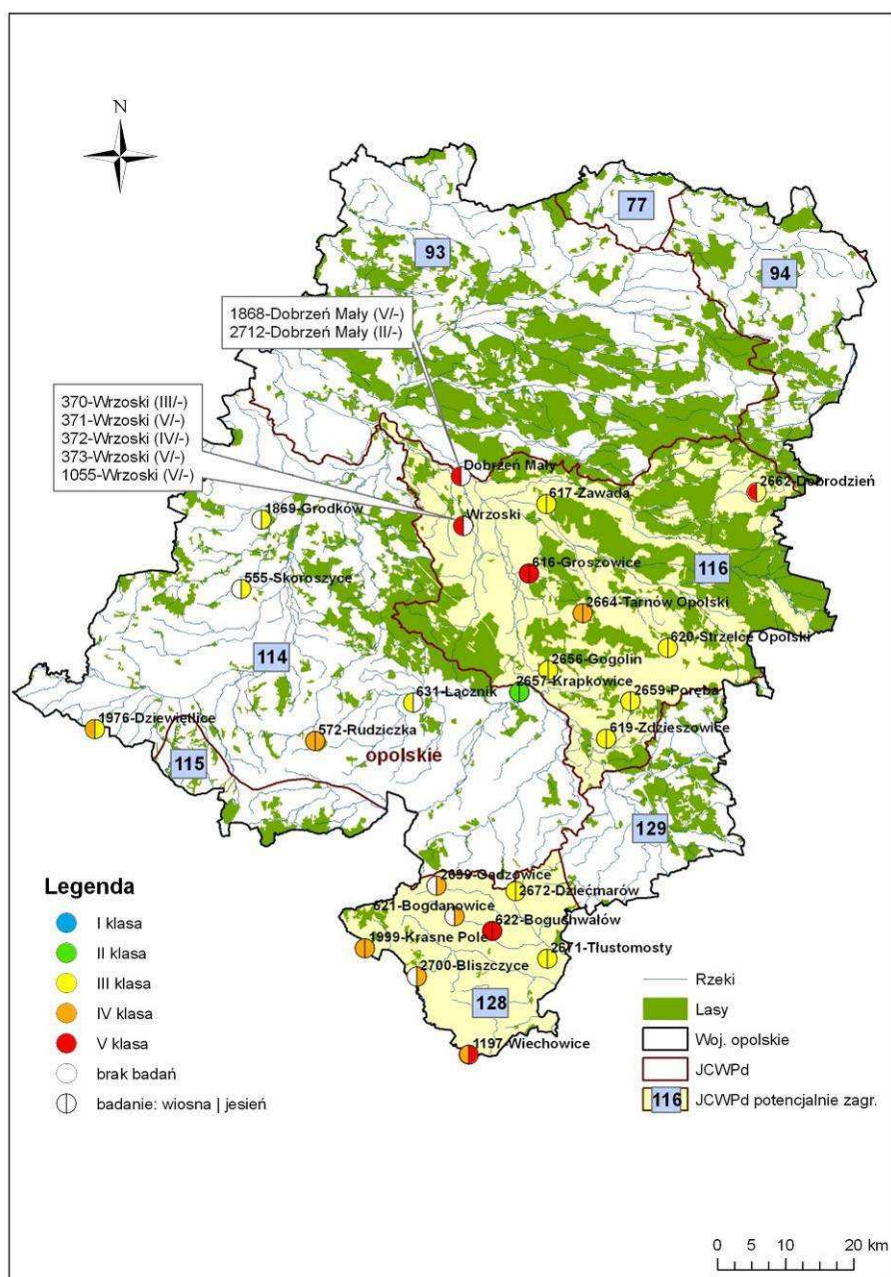 N
77
93
94
1868-Dobrzeń Mały (V/-)
2712-Dobrzeń Mały (II/-)
370-Wrzoski (III/-)
371-Wrzoski (V/-)
372-Wrzoski (IV/-)
373-Wrzoski (V/-)
1055-Wrzoski (V/-)
Dobrzeń Mały
2662-Dobrodzień
617-Zawada
1869-Grodków
Wrzoski
616-Groszowice
116
555-Skoroszyce
2664-Tarnów Opolski
620-Strzelce Opolski
114
2656-Gogolin
2657-Krapkowice
631-Łącznik
2659-Poręba
1976-Dziewiętlice
572-Rudziczka
619-Zdzieszowice
opolskie
115
129
2699-Gadzowice
2672-Dziećmarów
621-Bogdanowice
622-Boguchwałów
1999-Krasne Pole
2671-Tłustomosty
2700-Bliszczyce
128
1197-Wiechowice
Legenda
I klasa
II klasa
III klasa
IV klasa
V klasa
brak badań
badanie: wiosna | jesień
Rzeki
Lasy
Woj. opolskie
JCWPd
116 JCWPd potencjalnie zagr.
0 5 10 20 km